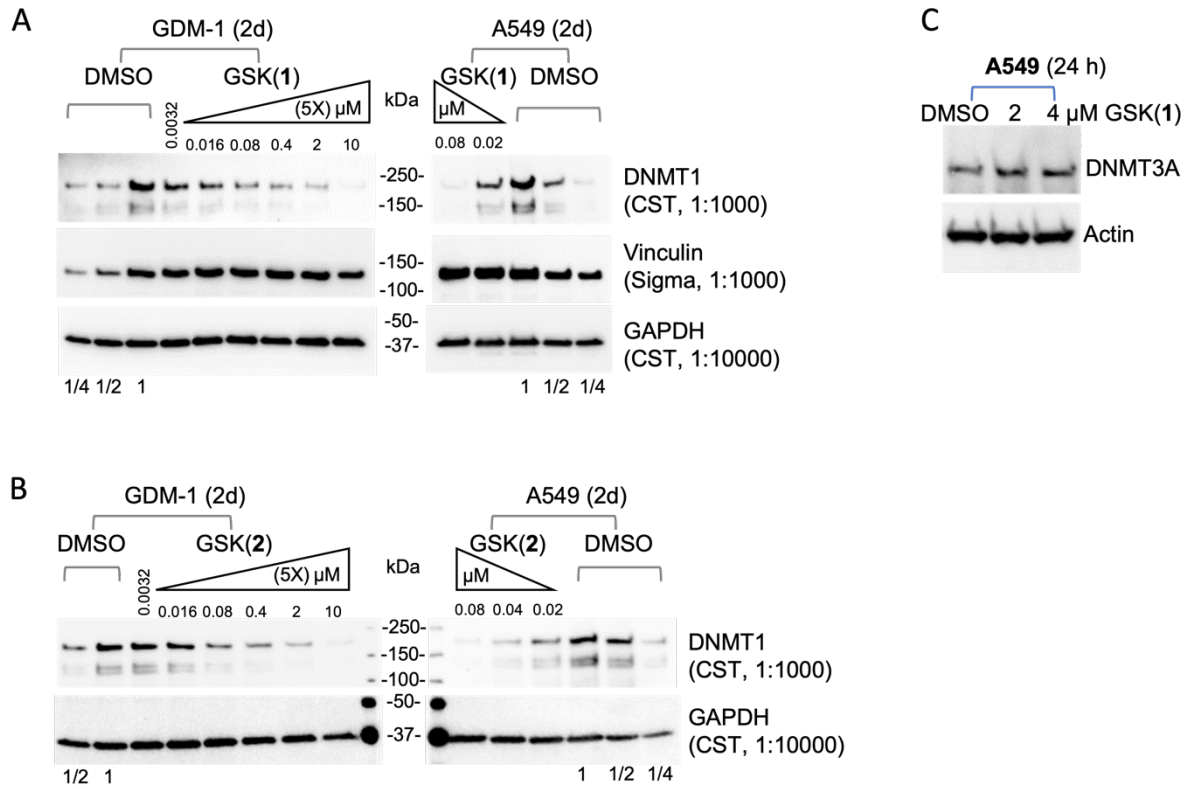 A
GDM-1 (2d)
DMSO GSK(1)
(5X) µM
0.0032 0.016 0.08 0.4 2 10
kDa
A549 (2d)
GSK(1) DMSO
µM
0.08 0.02
-250-
-150-
DNMT1
(CST, 1:1000)
-150-
-100-
Vinculin
(Sigma, 1:1000)
-50-
-37-
GAPDH
(CST, 1:10000)
1/4 1/2 1
1 1/2 1/4
C
A549 (24 h)
DMSO 2 4 µM GSK(1)
DNMT3A
Actin
B
GDM-1 (2d)
DMSO GSK(2)
(5X) µM
0.0032 0.016 0.08 0.4 2 10
kDa
A549 (2d)
GSK(2) DMSO
µM
0.08 0.04 0.02
-250-
-150-
-100-
DNMT1
(CST, 1:1000)
-50-
-37-
GAPDH
(CST, 1:10000)
1/2 1
1 1/2 1/4